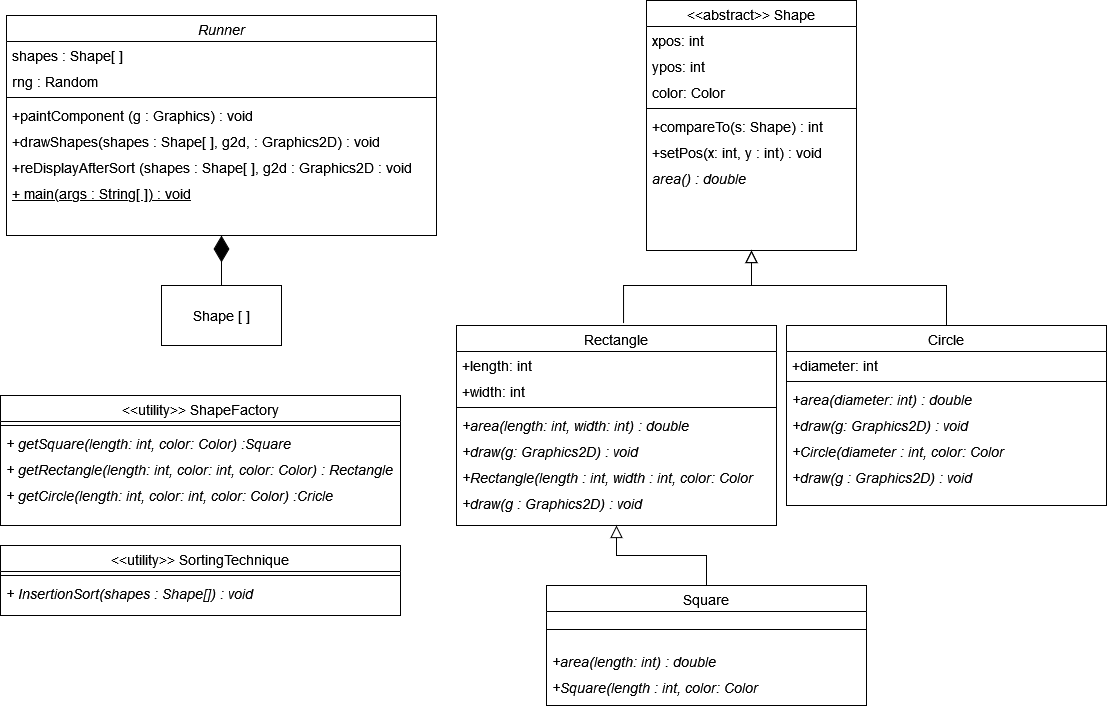 Runner
shapes : Shape[ ]
rng : Random
+paintComponent (g : Graphics) : void
+drawShapes(shapes : Shape[ ], g2d, : Graphics2D) : void
+reDisplayAfterSort (shapes : Shape[ ], g2d : Graphics2D : void
+ main(args : String[ ]) : void
Shape [ ]
<<abstract>> Shape
xpos: int
ypos: int
color: Color
+compareTo(s: Shape) : int
+setPos(x: int, y : int) : void
area() : double
<<utility>> ShapeFactory
+ getSquare(length: int, color: Color) :Square
+ getRectangle(length: int, color: int, color: Color) : Rectangle
+ getCircle(length: int, color: int, color: Color) :Cricle
<<utility>> SortingTechnique
+ InsertionSort(shapes : Shape[]) : void
Rectangle
+length: int
+width: int
+area(length: int, width: int) : double
+draw(g: Graphics2D) : void
+Rectangle(length : int, width : int, color: Color
+draw(g : Graphics2D) : void
Circle
+diameter: int
+area(diameter: int) : double
+draw(g: Graphics2D) : void
+Circle(diameter : int, color: Color
+draw(g : Graphics2D) : void
Square
+area(length: int) : double
+Square(length : int, color: Color